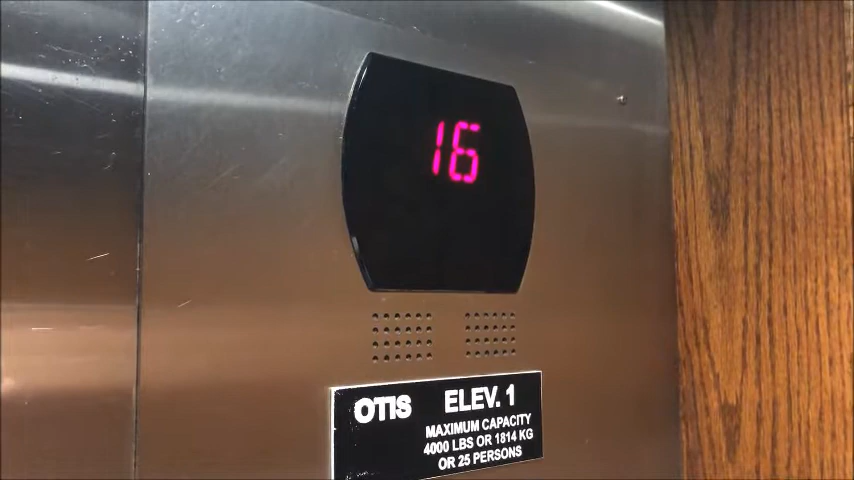 16
OTIS
ELEV. 1
MAXIMUM CAPACITY
4000 LBS OR 1814 KG
OR 25 PERSONS